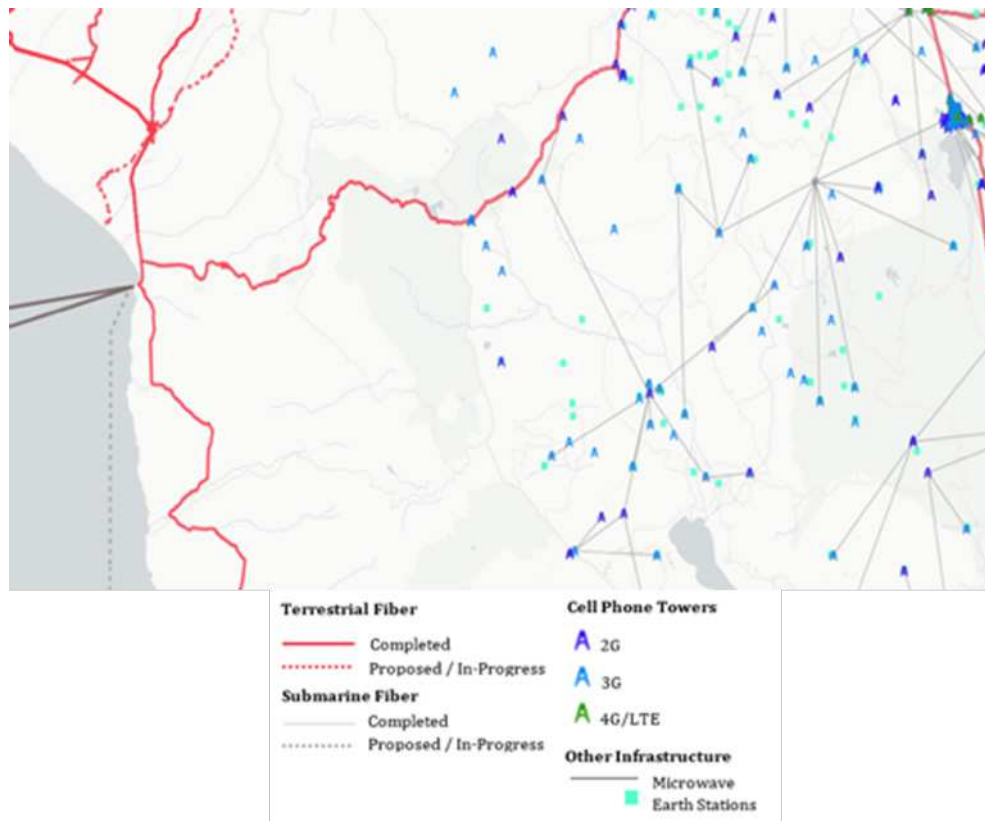 Terrestrial Fiber
Completed
Proposed / In-Progress
Submarine Fiber
Completed
Proposed / In-Progress
Cell Phone Towers
2G
3G
4G/LTE
Other Infrastructure
Microwave
Earth Stations